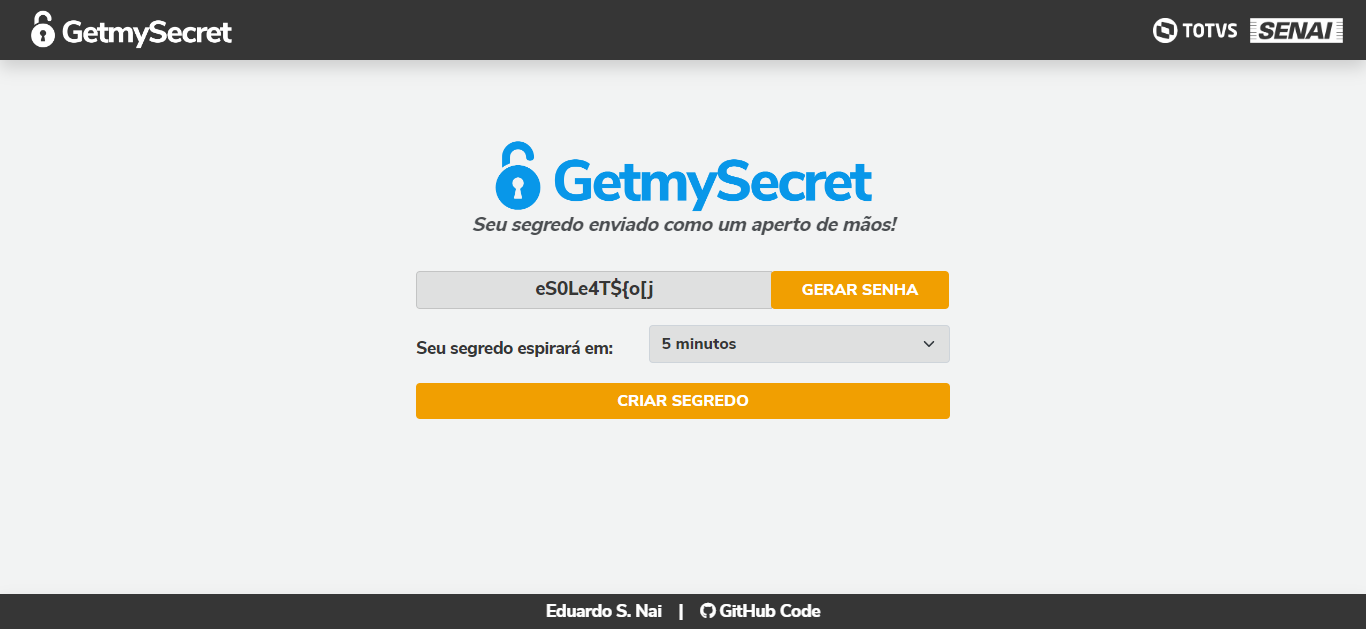 GetmySecret
TOTVS SENAI
GetmySecret
Seu segredo enviado como um aperto de mãos!
eS0Le4T${o[j GERAR SENHA
Seu segredo espirará em: 5 minutos
CRIAR SEGREDO
Eduardo S. Nai | GitHub Code